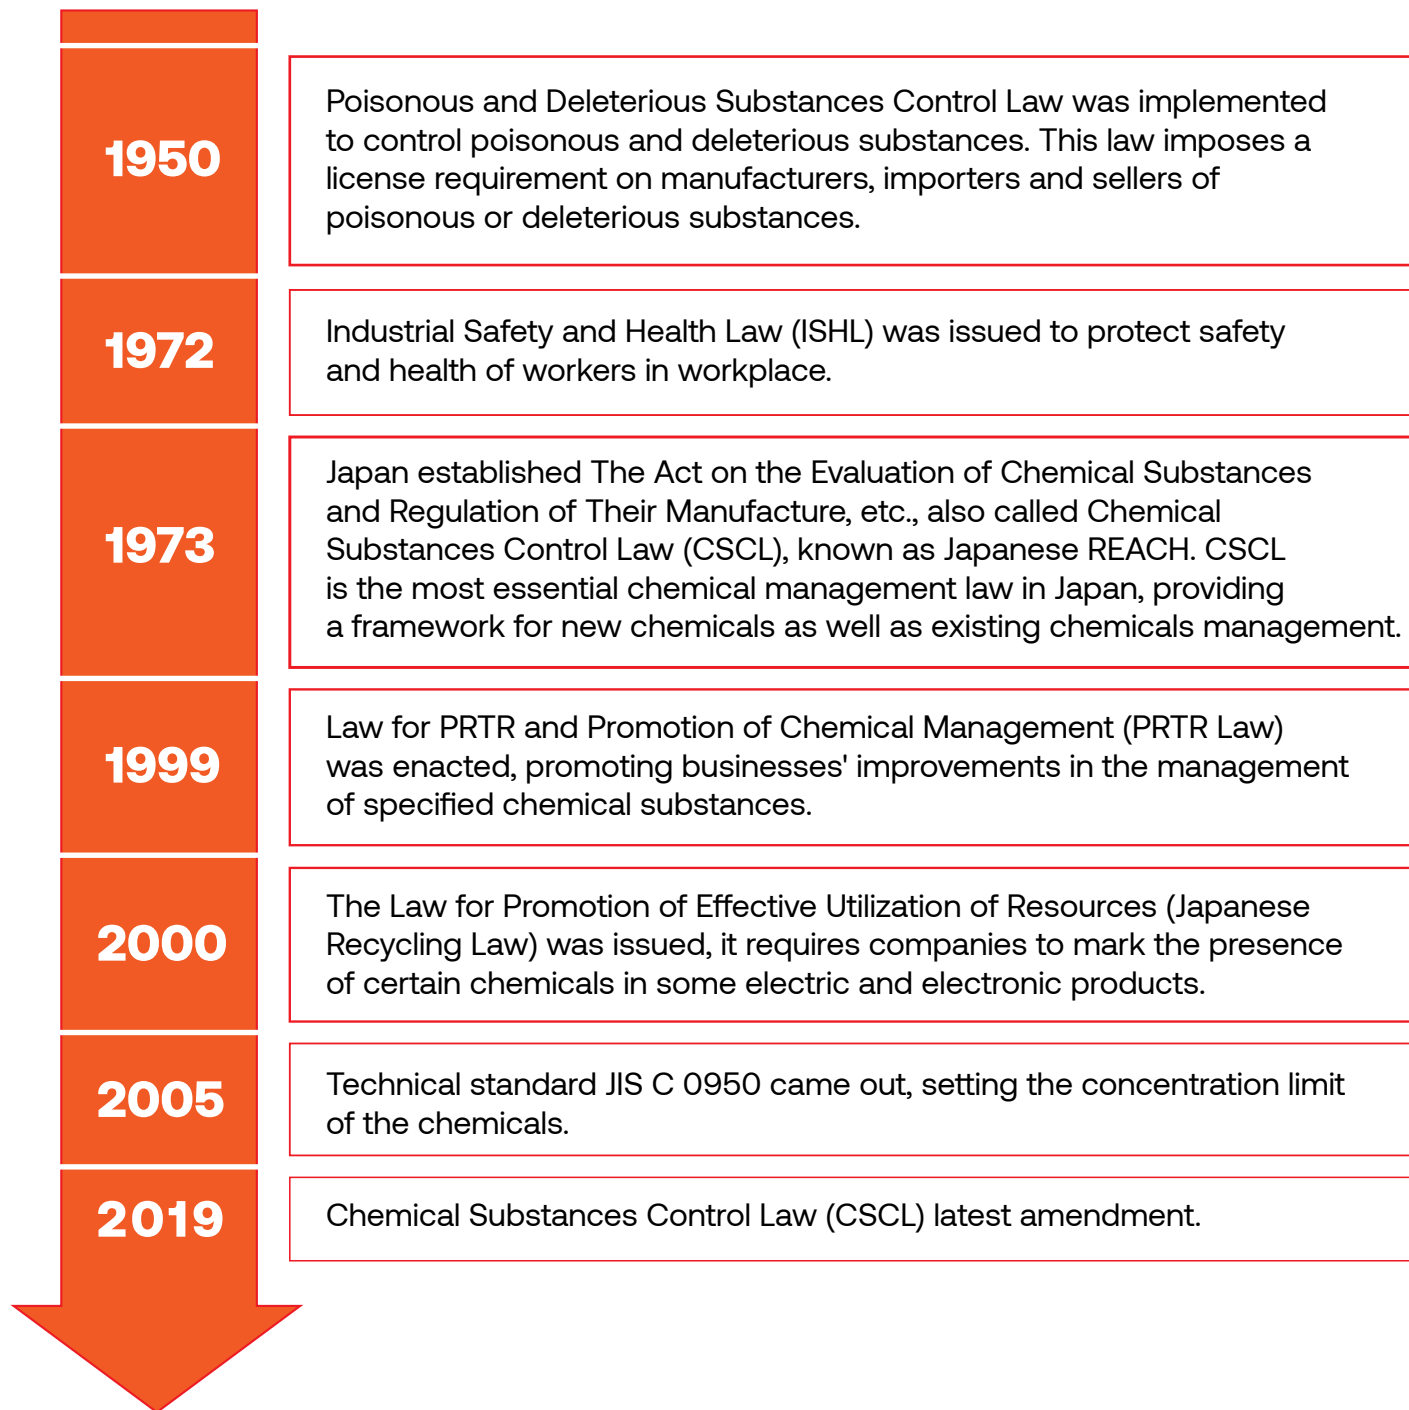 1950
Poisonous and Deleterious Substances Control Law was implemented
to control poisonous and deleterious substances. This law imposes a
license requirement on manufacturers, importers and sellers of
poisonous or deleterious substances.
1972
Industrial Safety and Health Law (ISHL) was issued to protect safety
and health of workers in workplace.
1973
Japan established The Act on the Evaluation of Chemical Substances
and Regulation of Their Manufacture, etc., also called Chemical
Substances Control Law (CSCL), known as Japanese REACH. CSCL
is the most essential chemical management law in Japan, providing
a framework for new chemicals as well as existing chemicals management.
1999
Law for PRTR and Promotion of Chemical Management (PRTR Law)
was enacted, promoting businesses' improvements in the management
of specified chemical substances.
2000
The Law for Promotion of Effective Utilization of Resources (Japanese
Recycling Law) was issued, it requires companies to mark the presence
of certain chemicals in some electric and electronic products.
2005
Technical standard JIS C 0950 came out, setting the concentration limit
of the chemicals.
2019
Chemical Substances Control Law (CSCL) latest amendment.